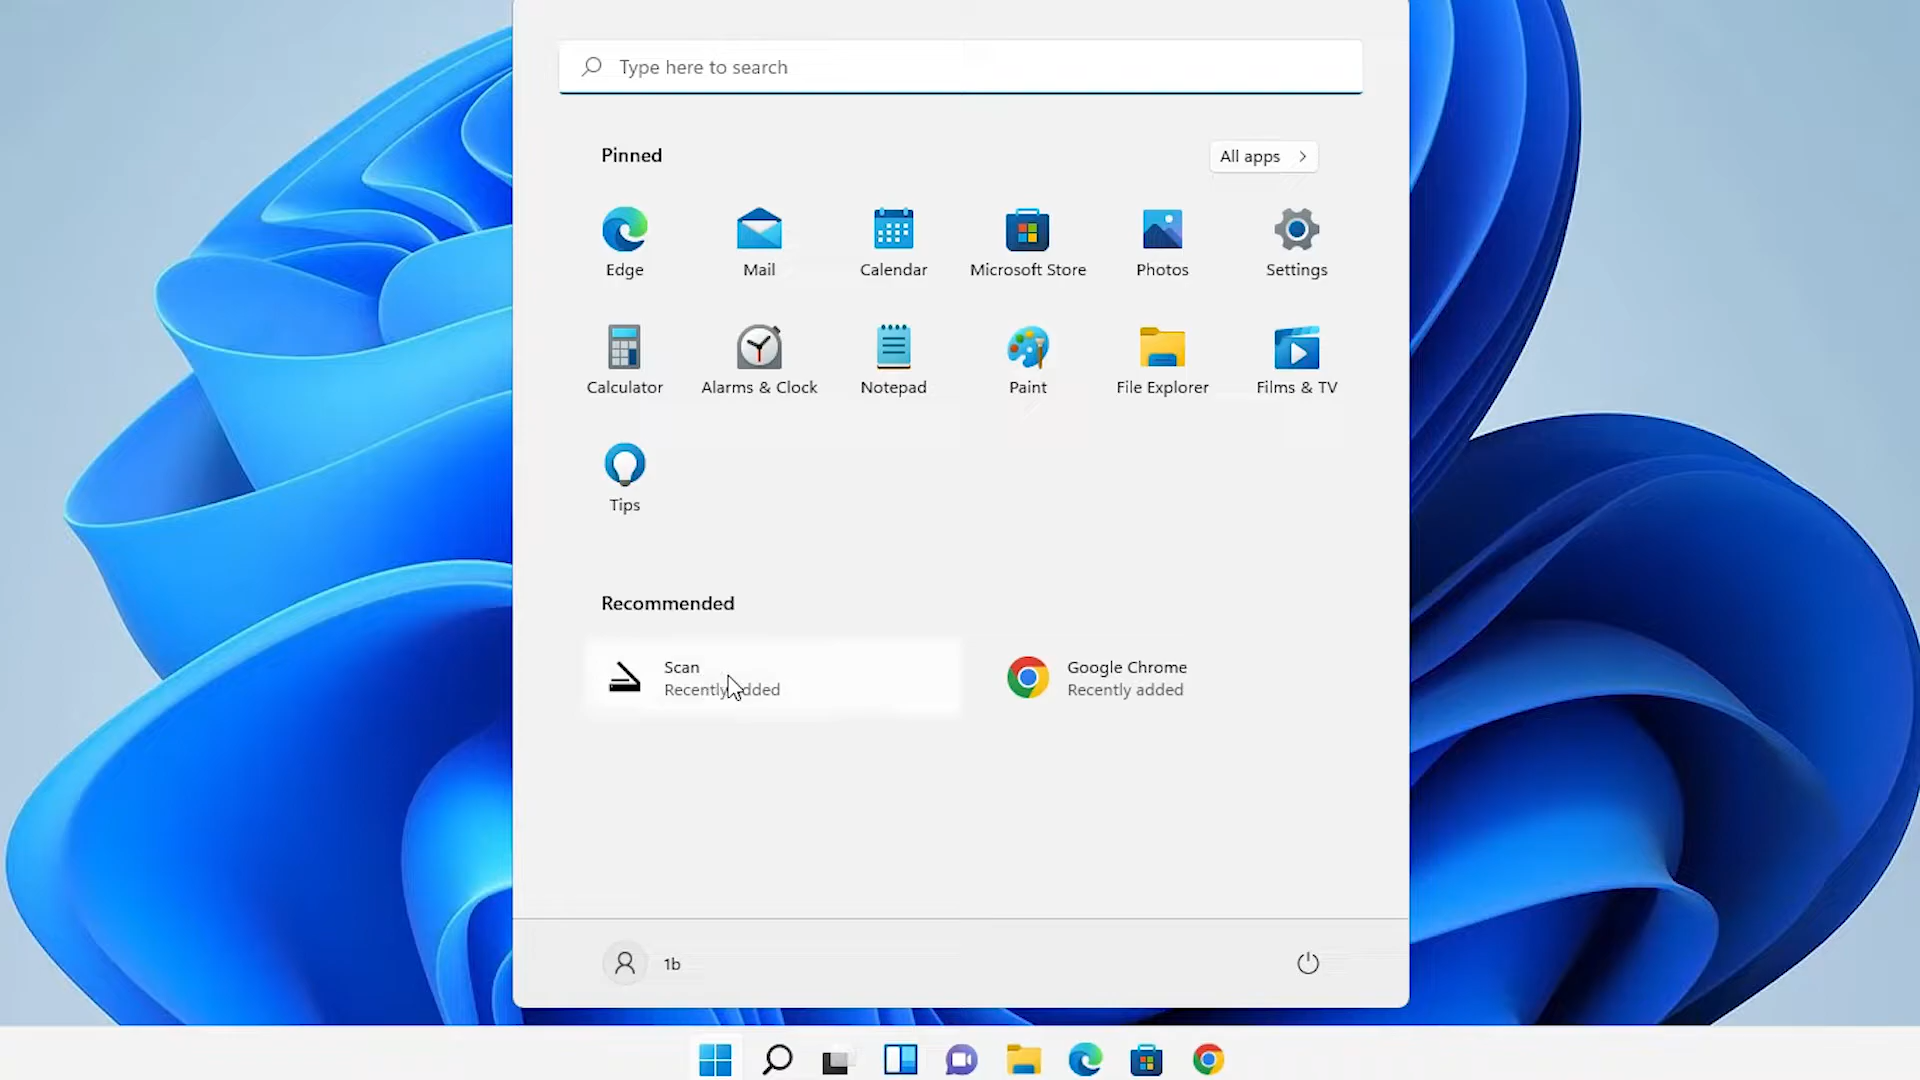 Type here to search
Pinned
All apps
Edge
Mail
Calendar
Microsoft Store
Photos
Settings
Calculator
Alarms & Clock
Notepad
Paint
File Explorer
Films & TV
Tips
Recommended
Scan
Recently added
Google Chrome
Recently added
1b